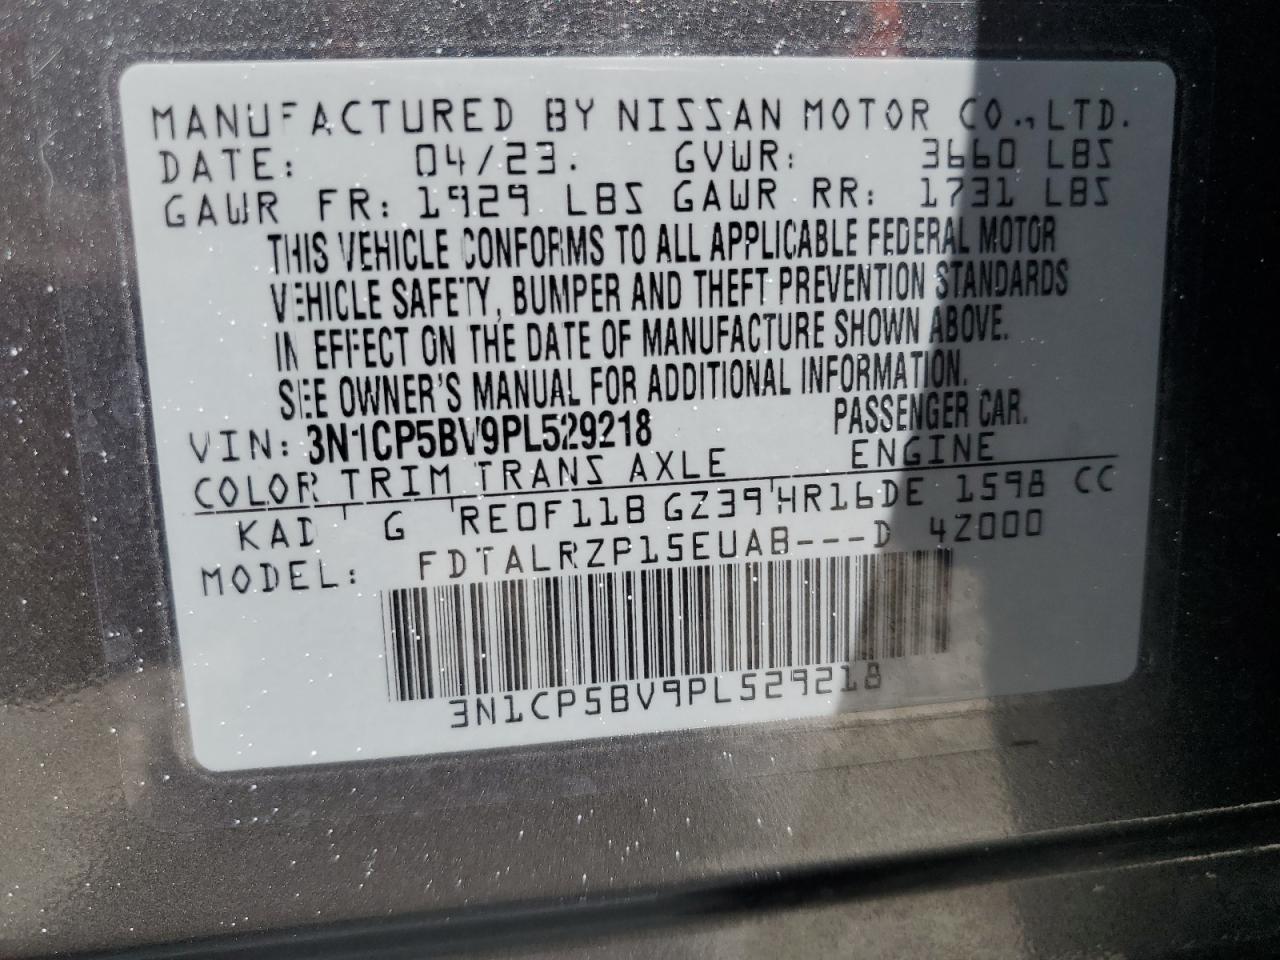 MANUFACTURED BY NISSAN MOTOR CO., LTD.
DATE: 04/23. GVWR: 3660 LBS
GAWR FR: 1929 LBS GAWR RR: 1731 LBS
THIS VEHICLE CONFORMS TO ALL APPLICABLE FEDERAL MOTOR
VEHICLE SAFETY, BUMPER AND THEFT PREVENTION STANDARDS
IN EFFECT ON THE DATE OF MANUFACTURE SHOWN ABOVE.
SEE OWNER'S MANUAL FOR ADDITIONAL INFORMATION.
VIN: 3N1CP5BV9PL529218 PASSENGER CAR.
COLOR TRIM TRANS AXLE ENGINE
KAD G RE0F11B GZ39 HR16DE 1598 CC
MODEL: FDTALRZP15EUAB---D 4Z000
3N1CP5BV9PL529218